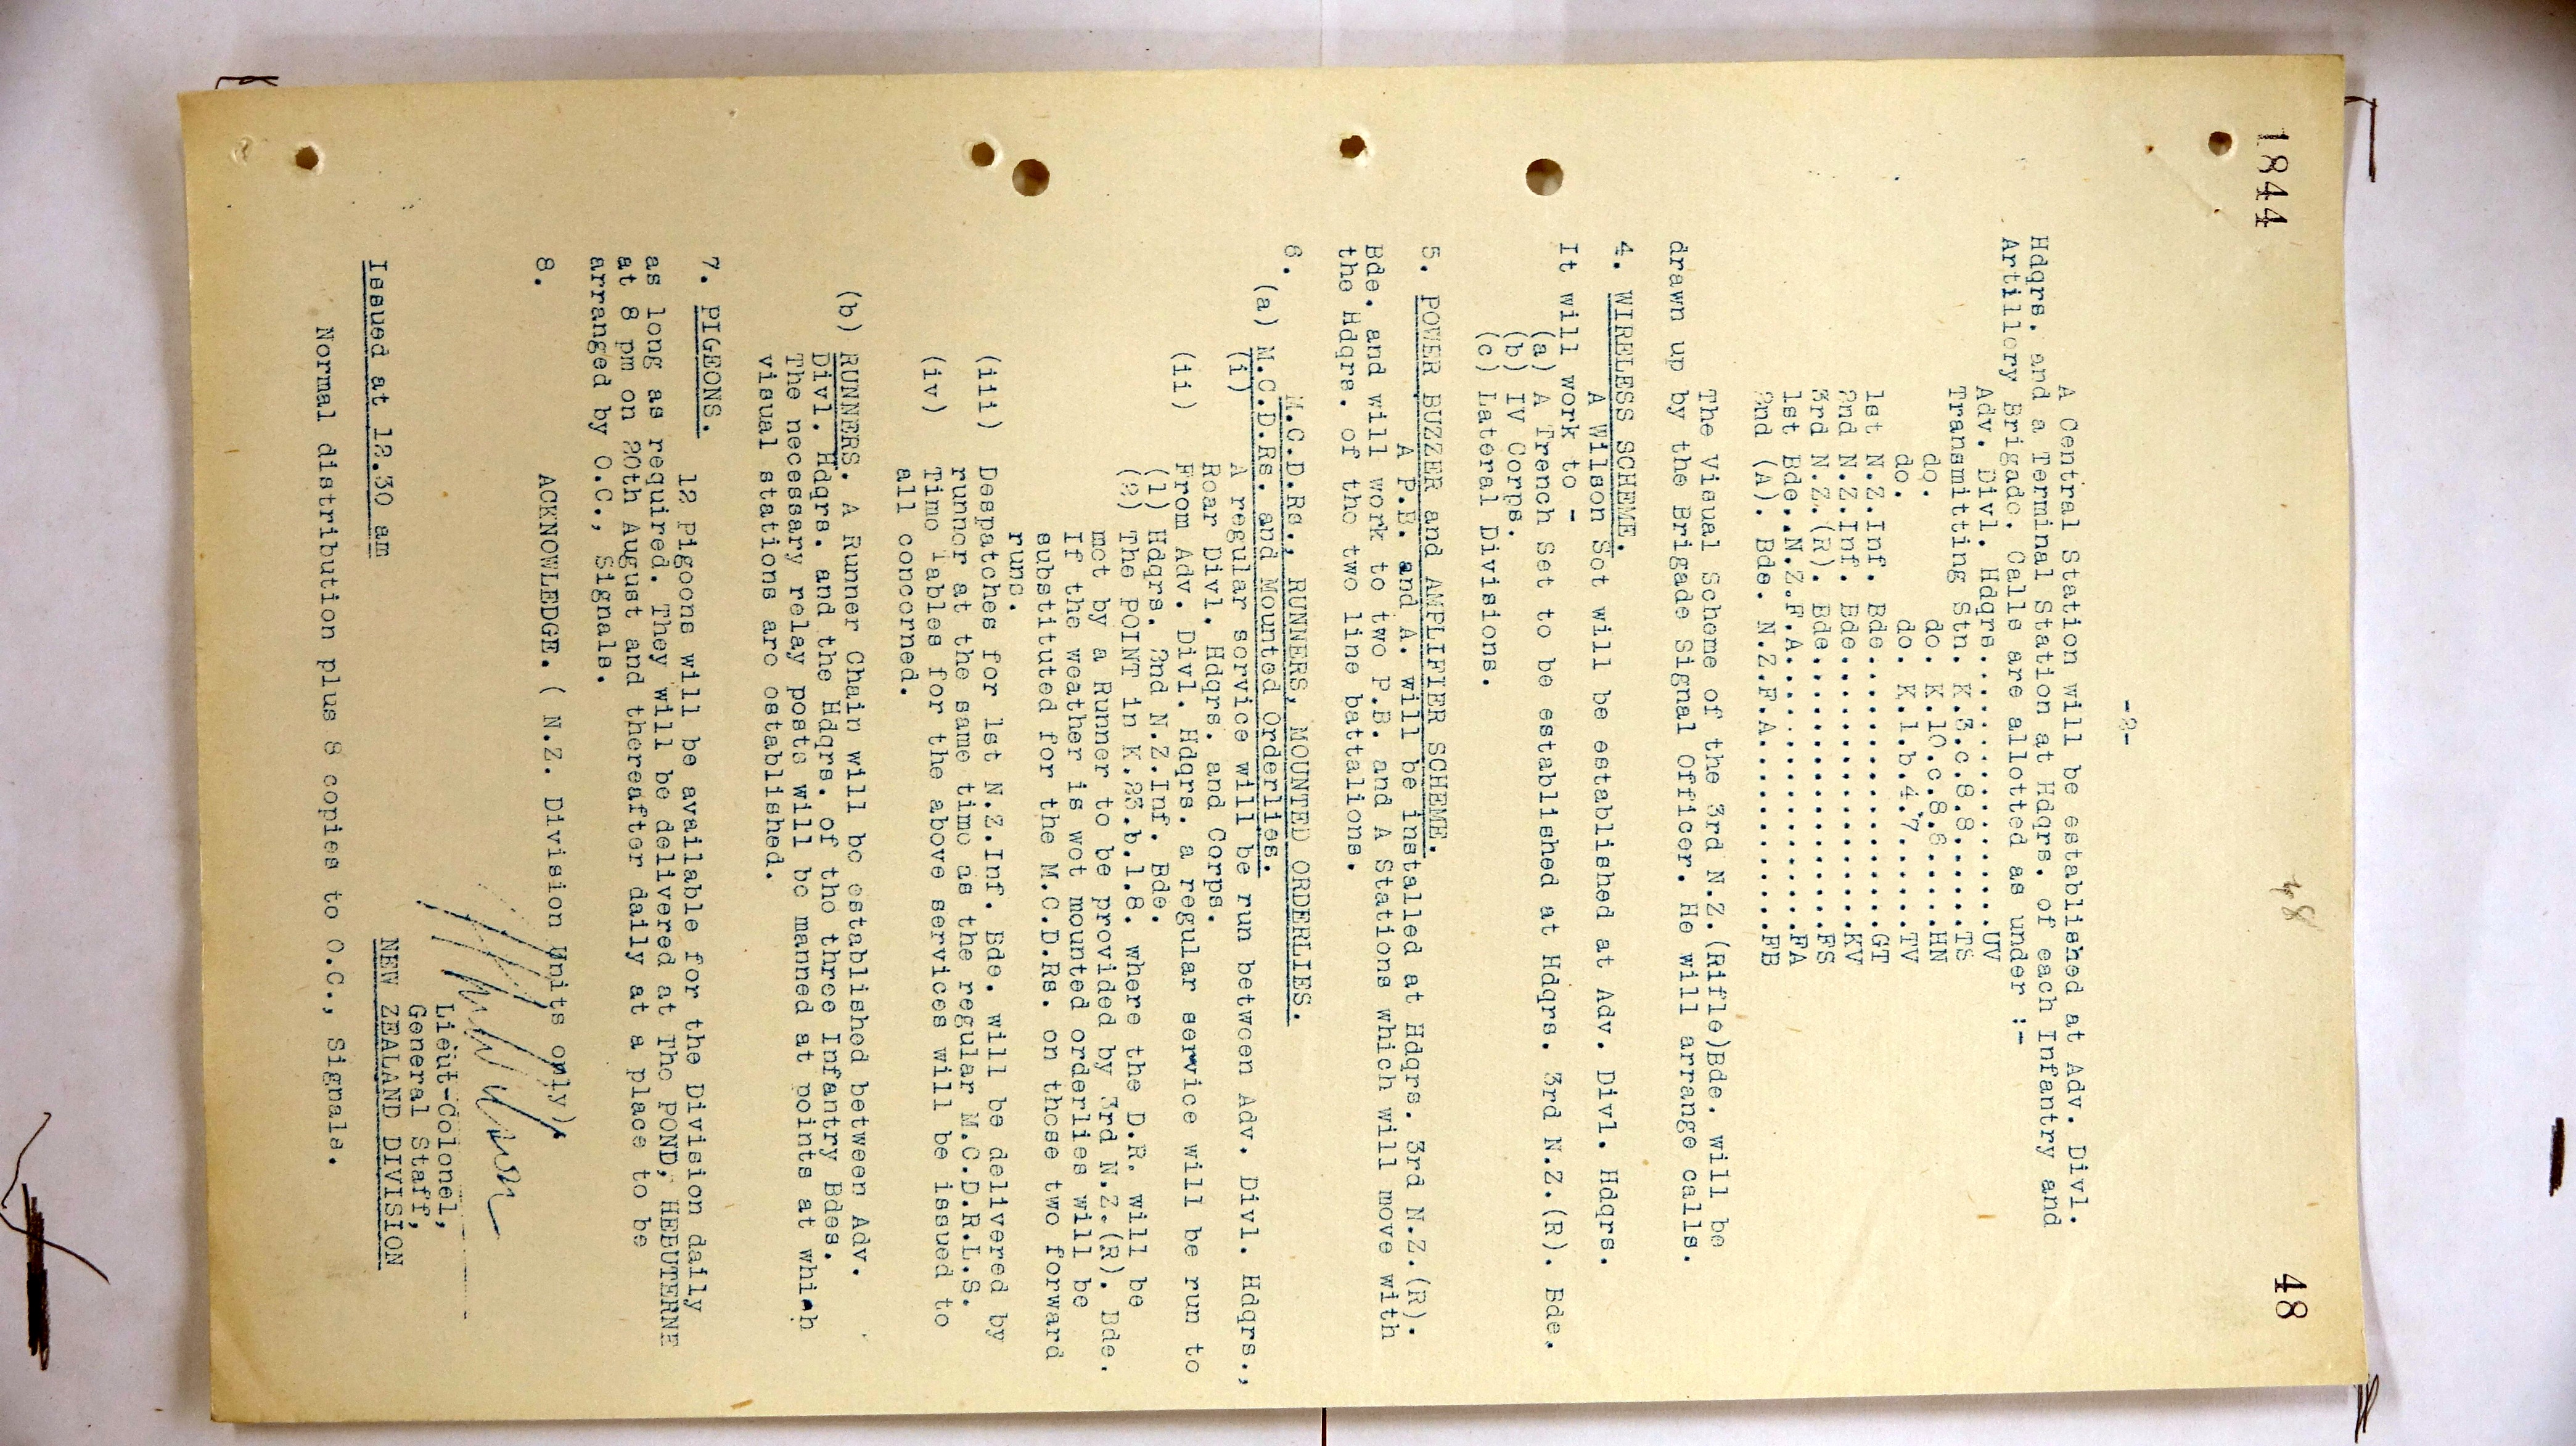 1844
48
48
-2-
A Central Station will be established at Adv. Divl.
Hdqrs. and a Terminal Station at Hdqrs. of each Infantry and
Artillery Brigade. Calls are allotted as under :-
Adv. Divl. Hdqrs....................UV
Transmitting Stn. K.3.c.8.8......TS
do. do. K.10.c.8.6......HN
do. do. K.1.b.4.7.......TV
1st N.Z.Inf. Bde....................GT
2nd N.Z.Inf. Bde....................KV
3rd N.Z.(R). Bde....................FS
1st Bde. N.Z.F.A....................FA
2nd (A). Bde. N.Z.F.A...............FB
The Visual Scheme of the 3rd N.Z.(Rifle)Bde. will be
drawn up by the Brigade Signal Officer. He will arrange calls.
4. WIRELESS SCHEME.
A Wilson Set will be established at Adv. Divl. Hdqrs.
It will work to -
(a) A Trench Set to be established at Hdqrs. 3rd N.Z.(R). Bde.
(b) IV Corps.
(c) Lateral Divisions.
5. POWER BUZZER and AMPLIFIER SCHEME.
A P.B. and A. will be installed at Hdqrs. 3rd N.Z.(R).
Bde. and will work to two P.B. and A Stations which will move with
the Hdqrs. of the two line battalions.
6. M.C.D.Rs., RUNNERS, MOUNTED ORDERLIES.
(a) M.C.D.Rs. and Mounted Orderlies.
(i) A regular service will be run between Adv. Divl. Hdqrs.,
Rear Divl. Hdqrs. and Corps.
(ii) From Adv. Divl. Hdqrs. a regular service will be run to
(1) Hdqrs. 2nd N.Z.Inf. Bde.
(2) The POINT in K.23.b.1.8. where the D.R. will be
met by a Runner to be provided by 3rd N.Z.(R). Bde.
If the weather is wet mounted orderlies will be
substituted for the M.C.D.Rs. on these two forward
runs.
(iii) Despatches for 1st N.Z.Inf. Bde. will be delivered by
runner at the same time as the regular M.C.D.R.L.S.
(iv) Time Tables for the above services will be issued to
all concerned.
(b) RUNNERS. A Runner Chain will be established between Adv.
Divl. Hdqrs. and the Hdqrs. of the three Infantry Bdes.
The necessary relay posts will be manned at points at which
visual stations are established.
7. PIGEONS.
12 Pigeons will be available for the Division daily
as long as required. They will be delivered at The POND, HEBUTERNE
at 8 pm on 20th August and thereafter daily at a place to be
arranged by O.C., Signals.
8. ACKNOWLEDGE. ( N.Z. Division Units only).
Lieut-Colonel,
General Staff,
NEW ZEALAND DIVISION
Issued at 12.30 am
Normal distribution plus 8 copies to O.C., Signals.